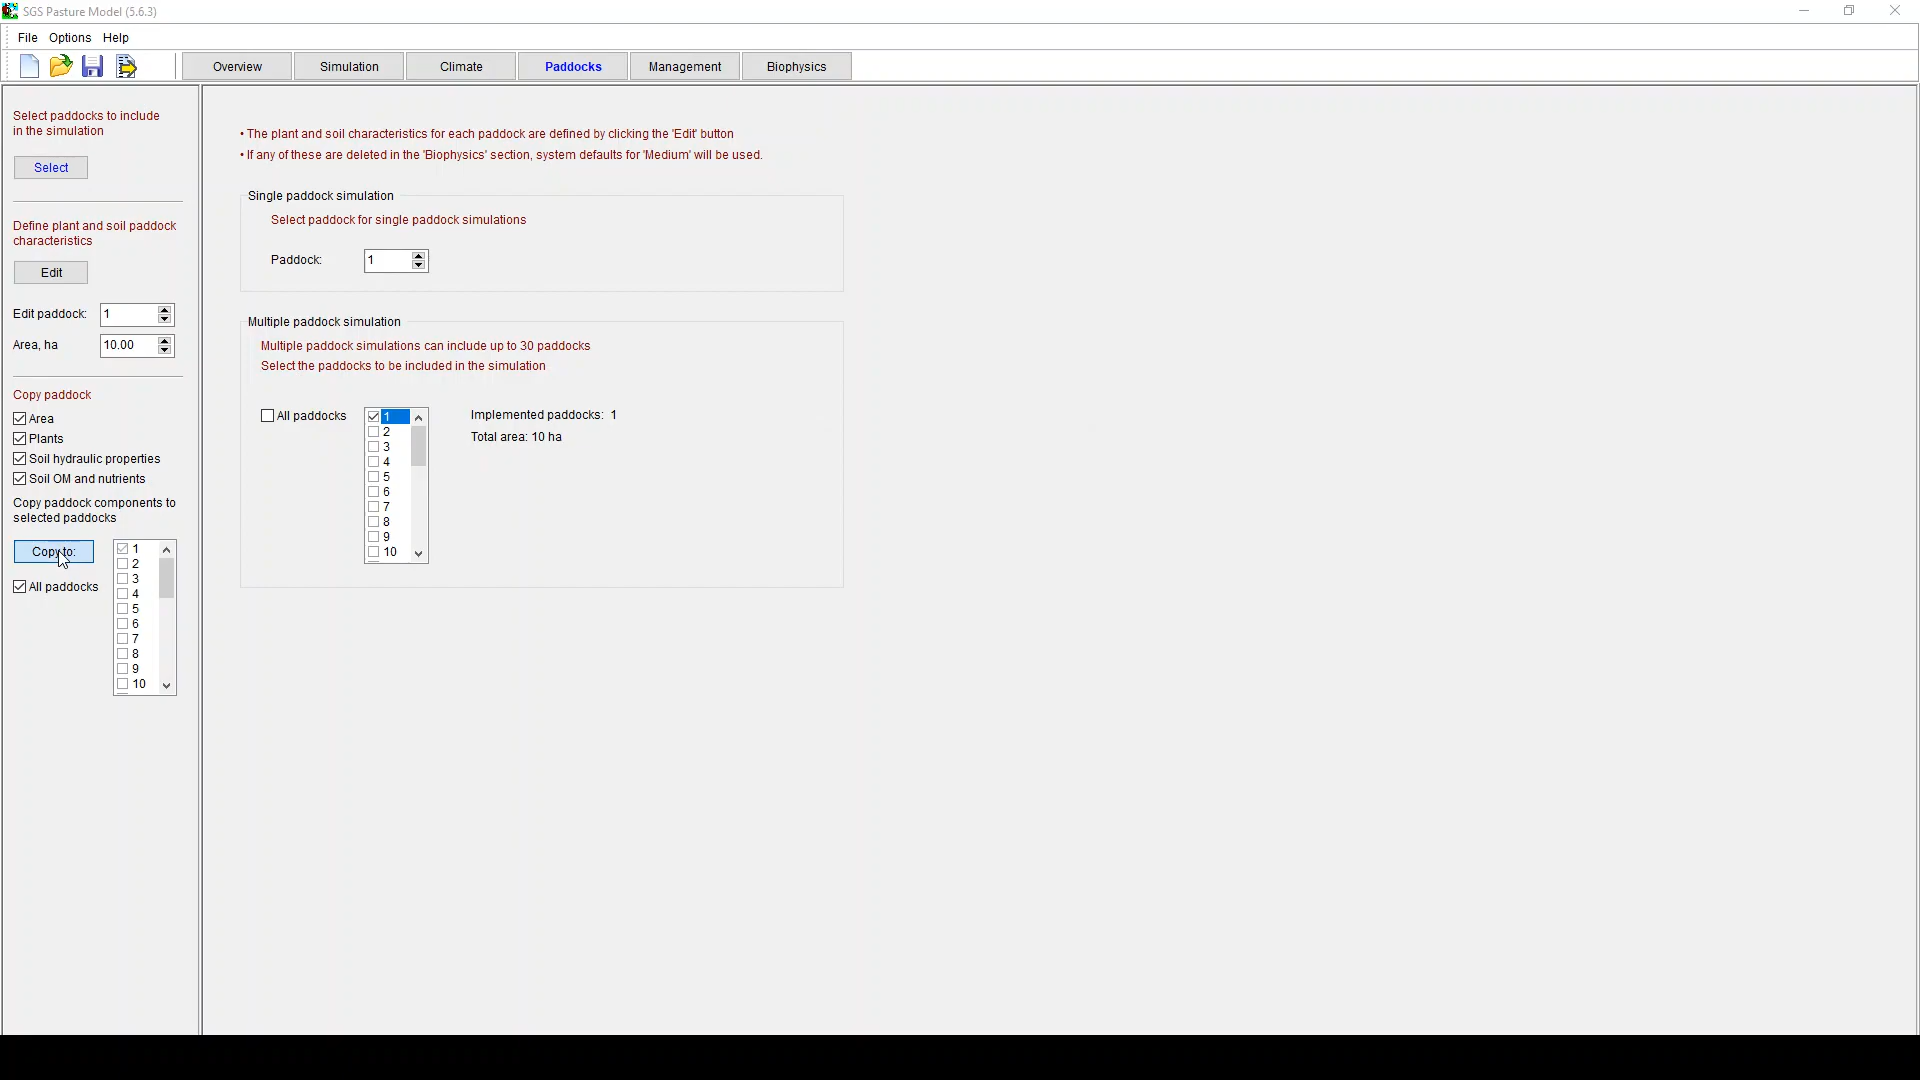 SGS Pasture Model (5.6.3)
File Options Help
Overview Simulation Climate Paddocks Management Biophysics
Select paddocks to include
in the simulation
Select
Define plant and soil paddock
characteristics
Edit
Edit paddock: 1
Area, ha 10.00
Copy paddock
Area
Plants
Soil hydraulic properties
Soil OM and nutrients
Copy paddock components to
selected paddocks
Copy to:
All paddocks
1
2
3
4
5
6
7
8
9
10
• The plant and soil characteristics for each paddock are defined by clicking the 'Edit' button
• If any of these are deleted in the 'Biophysics' section, system defaults for 'Medium' will be used.
Single paddock simulation
Select paddock for single paddock simulations
Paddock: 1
Multiple paddock simulation
Multiple paddock simulations can include up to 30 paddocks
Select the paddocks to be included in the simulation
All paddocks
1
2
3
4
5
6
7
8
9
10
Implemented paddocks: 1
Total area: 10 ha